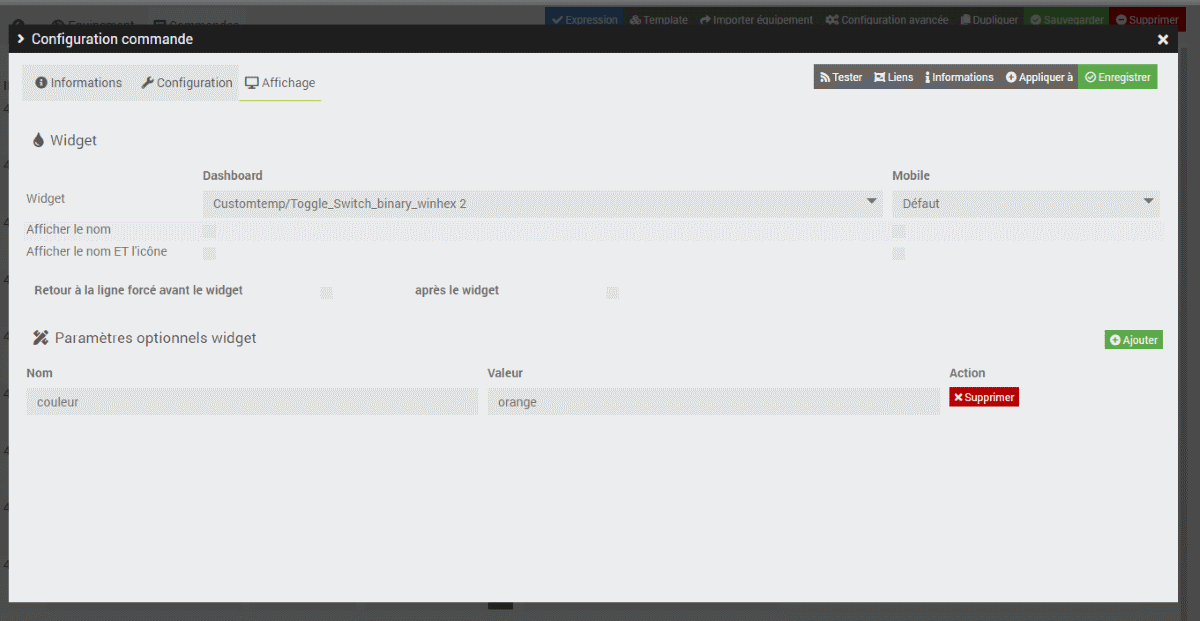 Equipement Commandes
Expression Template Importer équipement Configuration avancée Dupliquer Sauvegarder Supprimer
Configuration commande
Informations Configuration Affichage
Tester Liens Informations Appliquer à Enregistrer
Widget
Dashboard Mobile
Widget
Customtemp/Toggle_Switch_binary_winhex 2 Défaut
Afficher le nom
Afficher le nom ET l'icône
Retour à la ligne forcé avant le widget après le widget
Paramètres optionnels widget
Ajouter
Nom Valeur Action
couleur orange Supprimer